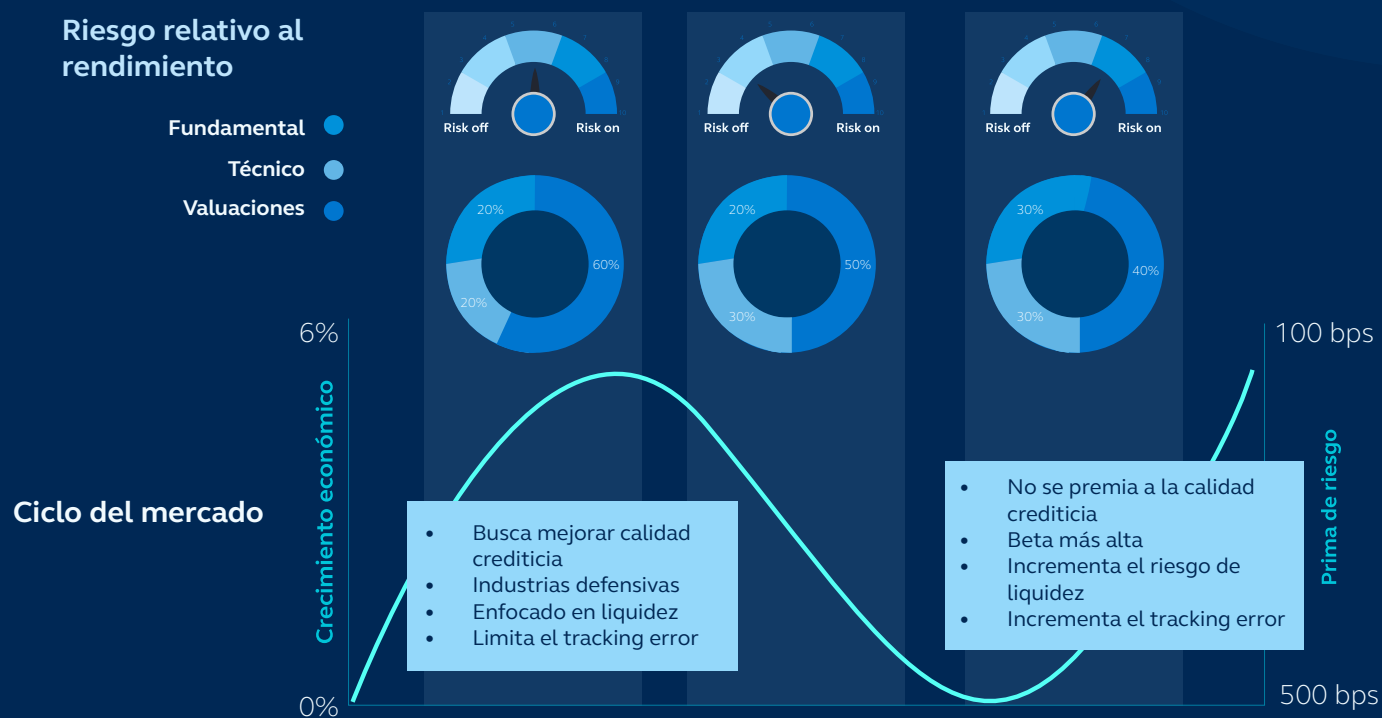 Riesgo relativo al
rendimiento
Fundamental
Técnico
Valuaciones
Risk off
Risk on
Risk off
Risk on
Risk off
Risk on
20%
60%
20%
20%
50%
30%
30%
40%
30%
6%
100 bps
Crecimiento económico
Prima de riesgo
Ciclo del mercado
• Busca mejorar calidad
crediticia
• Industrias defensivas
• Enfocado en liquidez
• Limita el tracking error
• No se premia a la calidad
crediticia
• Beta más alta
• Incrementa el riesgo de
liquidez
• Incrementa el tracking error
0%
500 bps